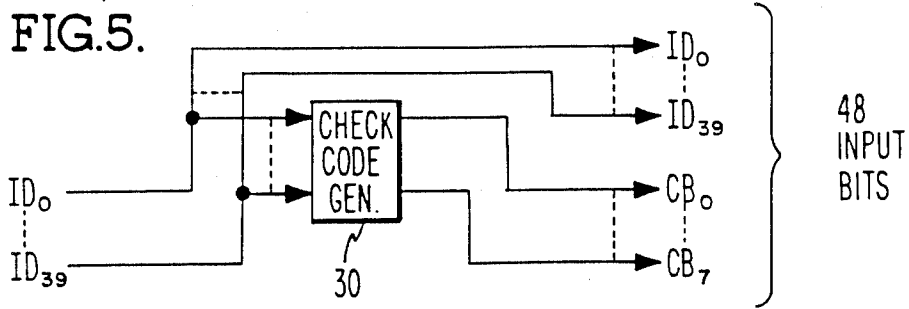 FIG.5.
ID₀
ID₃₉
CHECK
CODE
GEN.
30
ID₀
ID₃₉
CB₀
CB₇
48
INPUT
BITS